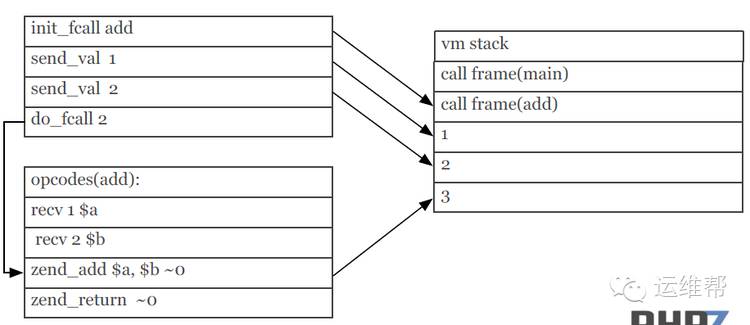 init_fcall add
send_val 1
send_val 2
do_fcall 2
opcodes(add):
recv 1 $a
recv 2 $b
zend_add $a, $b ~0
zend_return ~0
vm stack
call frame(main)
call frame(add)
1
2
3
运维帮
PHP7